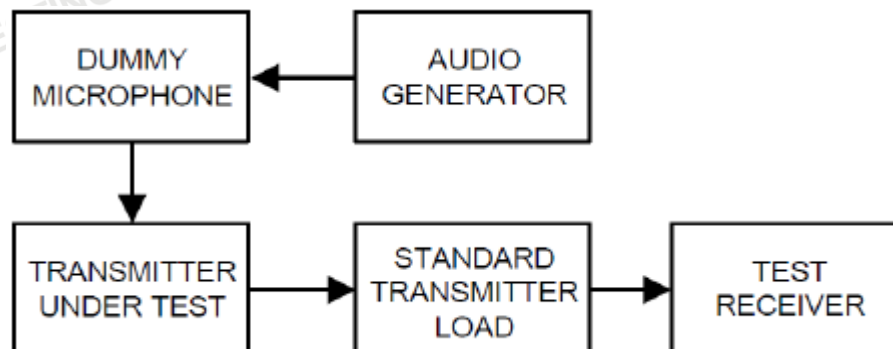 DUMMY
MICROPHONE
AUDIO
GENERATOR
TRANSMITTER
UNDER TEST
STANDARD
TRANSMITTER
LOAD
TEST
RECEIVER